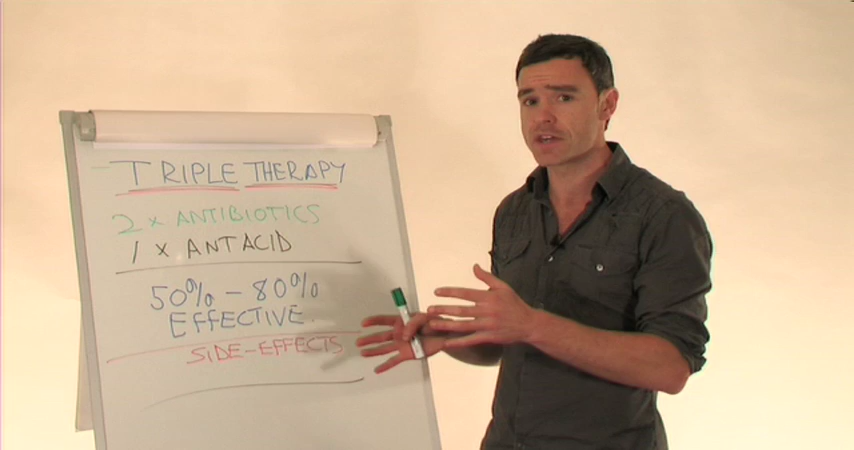 TRIPLE THERAPY
2 x ANTIBIOTICS
1 x ANTACID
50% - 80%
EFFECTIVE.
SIDE-EFFECTS